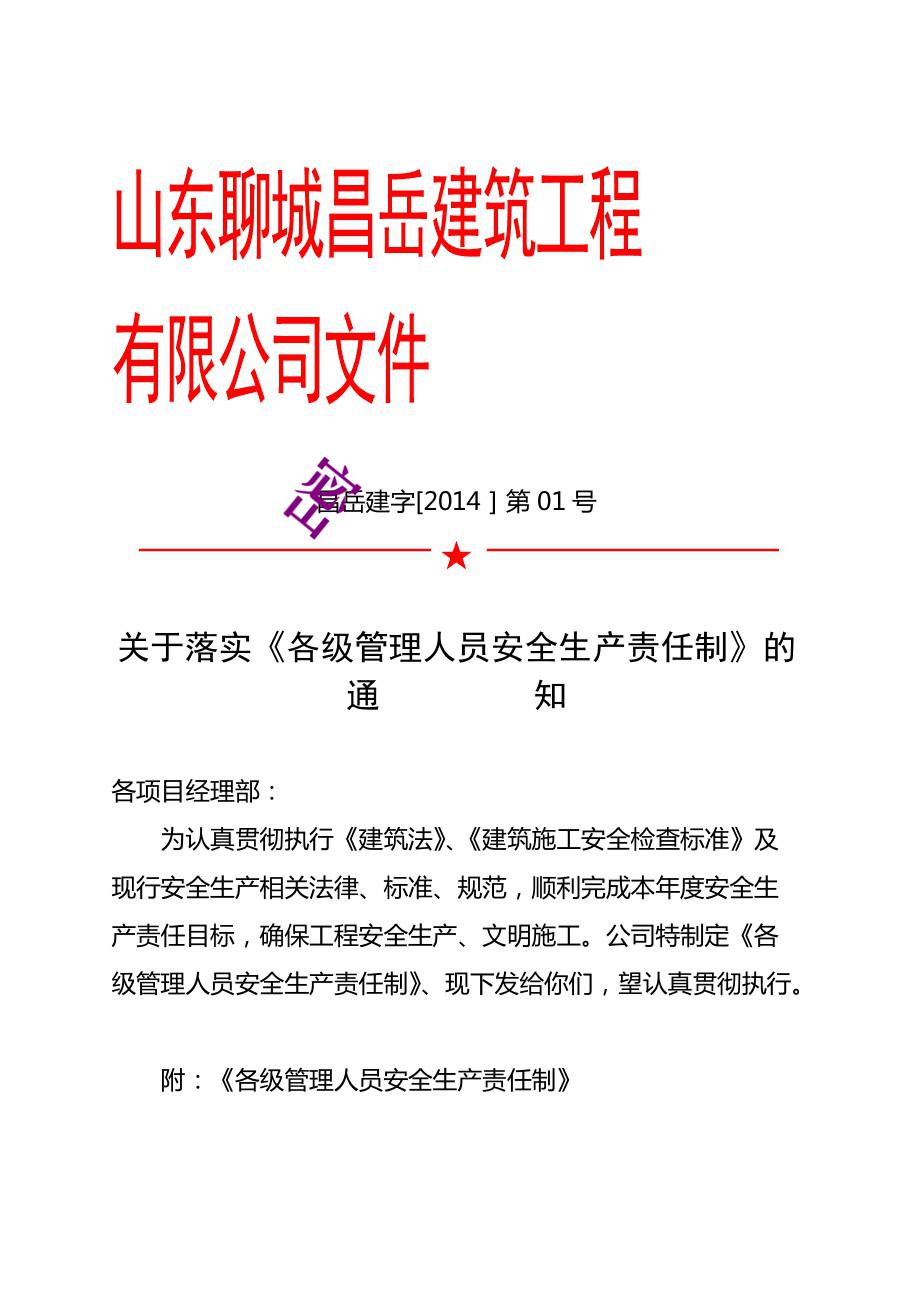 山东聊城昌岳建筑工程
有限公司文件
密
昌岳建字[2014］第01号
关于落实《各级管理人员安全生产责任制》的
通 知
各项目经理部：
为认真贯彻执行《建筑法》、《建筑施工安全检查标准》及
现行安全生产相关法律、标准、规范，顺利完成本年度安全生
产责任目标，确保工程安全生产、文明施工。公司特制定《各
级管理人员安全生产责任制》、现下发给你们，望认真贯彻执行。
附：《各级管理人员安全生产责任制》